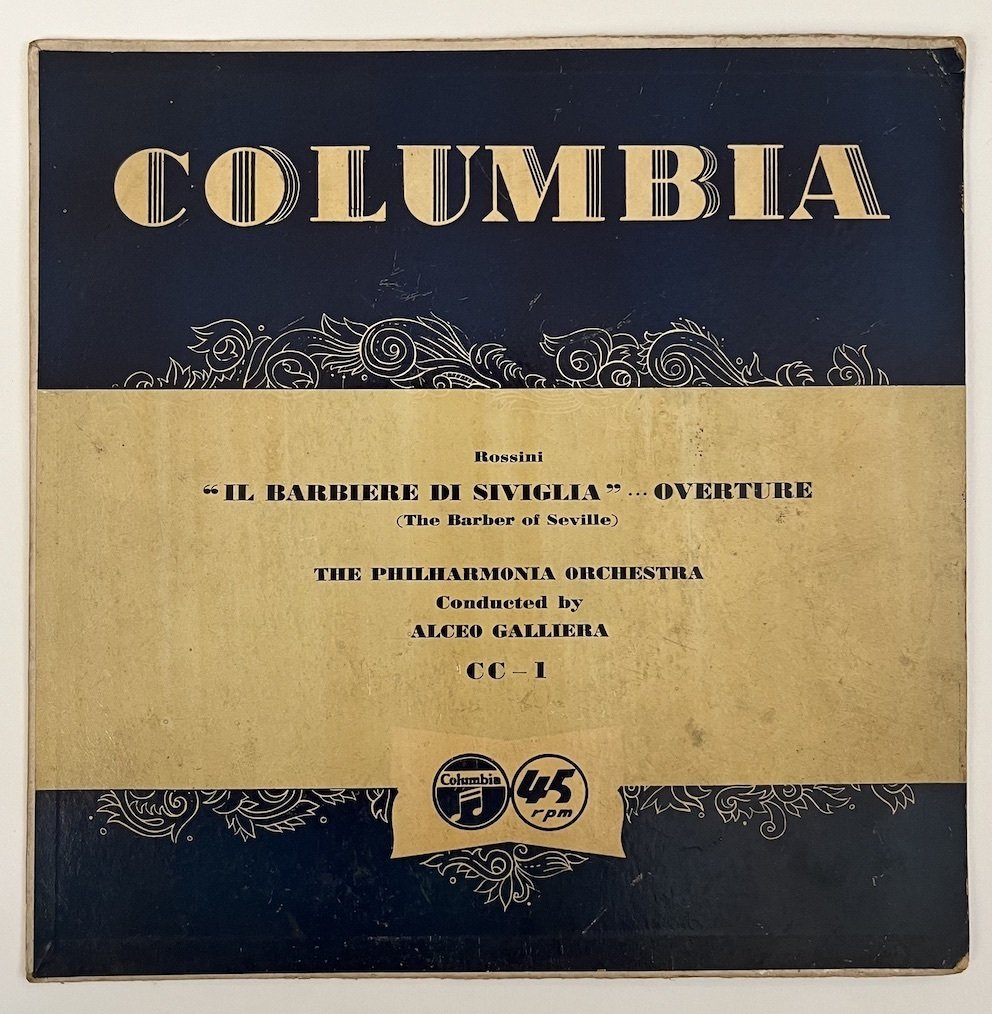 COLUMBIA
Rossini
“IL BARBIERE DI SIVIGLIA” ... OVERTURE
(The Barber of Seville)
THE PHILHARMONIA ORCHESTRA
Conducted by
ALCEO GALLIERA
CC – 1
Columbia
45
rpm